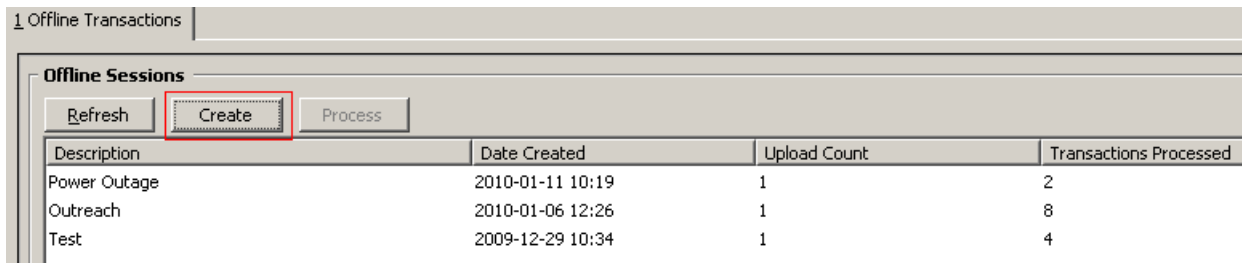 1 Offline Transactions
Offline Sessions
Refresh Create Process
Description Date Created Upload Count Transactions Processed
Power Outage 2010-01-11 10:19 1 2
Outreach 2010-01-06 12:26 1 8
Test 2009-12-29 10:34 1 4